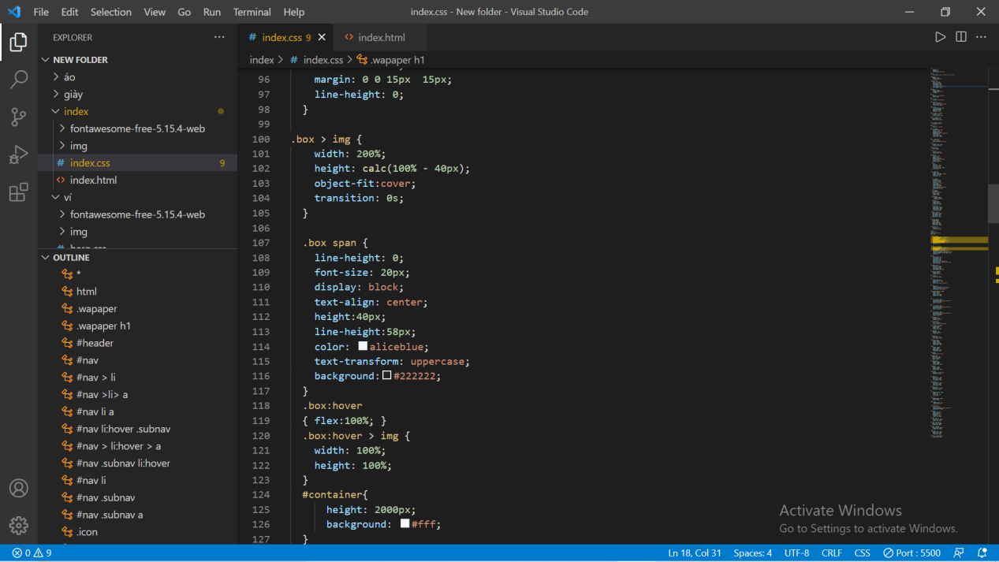 File Edit Selection View Go Run Terminal Help
index.css - New folder - Visual Studio Code
EXPLORER
NEW FOLDER
áo
giày
index
fontawesome-free-5.15.4-web
img
# index.css 9
<> index.html
ví
fontawesome-free-5.15.4-web
img
OUTLINE
*
html
.wapaper
.wapaper h1
#header
#nav
#nav > li
#nav >li> a
#nav li a
#nav li:hover .subnav
#nav > li:hover > a
#nav .subnav li:hover
#nav li
#nav .subnav
#nav .subnav a
.icon
# index.css 9 <> index.html
index > # index.css > .wapaper h1
96 margin: 0 0 15px  15px;
97 line-height: 0;
98 }
99
100 .box > img {
101 width: 200%;
102 height: calc(100% - 40px);
103 object-fit:cover;
104 transition: 0s;
105 }
106
107 .box span {
108 line-height: 0;
109 font-size: 20px;
110 display: block;
111 text-align: center;
112 height:40px;
113 line-height:58px;
114 color: aliceblue;
115 text-transform: uppercase;
116 background:#222222;
117 }
118 .box:hover
119 { flex:100%; }
120 .box:hover > img {
121 width: 100%;
122 height: 100%;
123 }
124 #container{
125 height: 2000px;
126 background: #fff;
127 }
Activate Windows
Go to Settings to activate Windows.
0 9 Ln 18, Col 31 Spaces: 4 UTF-8 CRLF CSS Port : 5500